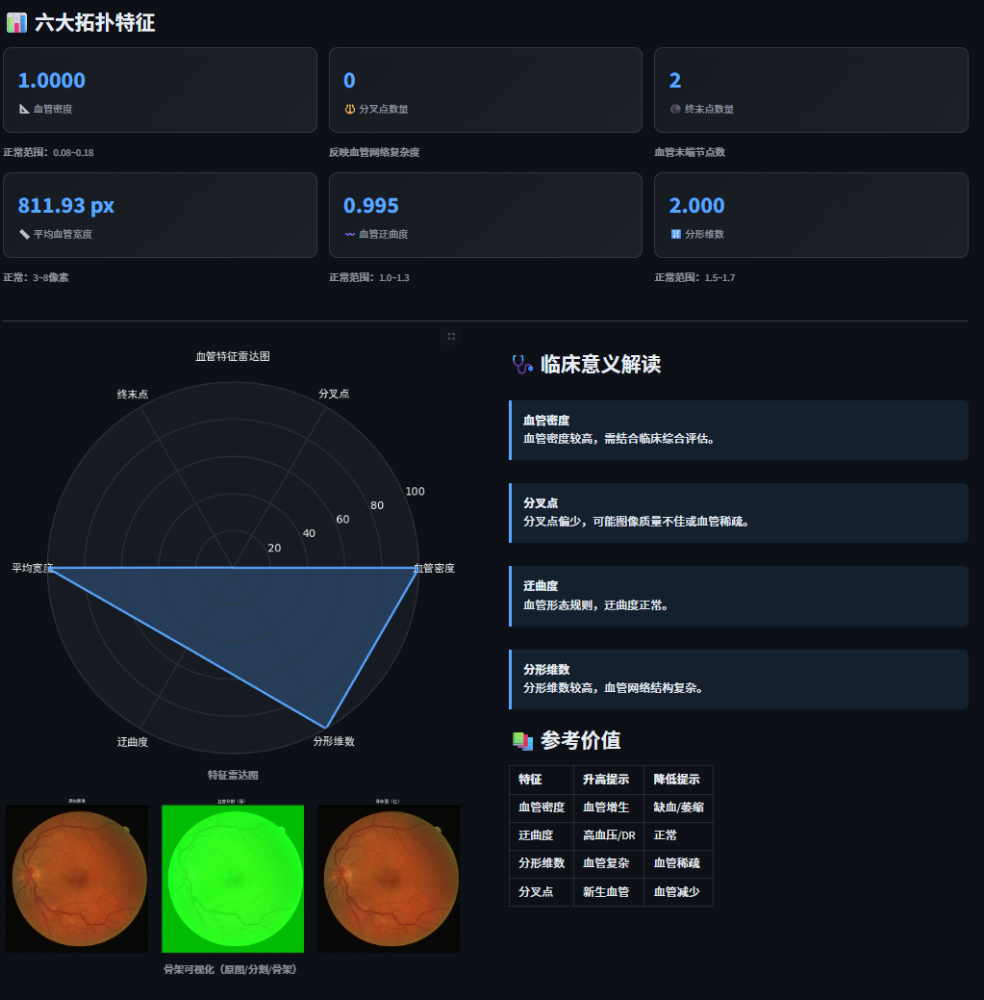 六大拓扑特征
1.0000
血管密度
0
分叉点数量
2
终末点数量
正常范围：0.08~0.18
反映血管网络复杂度
血管末端节点数
811.93 px
平均血管宽度
0.995
血管迂曲度
2.000
分形维数
正常：3~8像素
正常范围：1.0~1.3
正常范围：1.5~1.7
血管特征雷达图
终末点
分叉点
100
80
60
40
20
平均宽度
血管密度
迂曲度
分形维数
特征雷达图
原始图像
血管分割（绿）
骨架图（红）
骨架可视化（原图/分割/骨架）
临床意义解读
血管密度
血管密度较高，需结合临床综合评估。
分叉点
分叉点偏少，可能图像质量不佳或血管稀疏。
迂曲度
血管形态规则，迂曲度正常。
分形维数
分形维数较高，血管网络结构复杂。
参考价值
特征 升高提示 降低提示
血管密度 血管增生 缺血/萎缩
迂曲度 高血压/DR 正常
分形维数 血管复杂 血管稀疏
分叉点 新生血管 血管减少